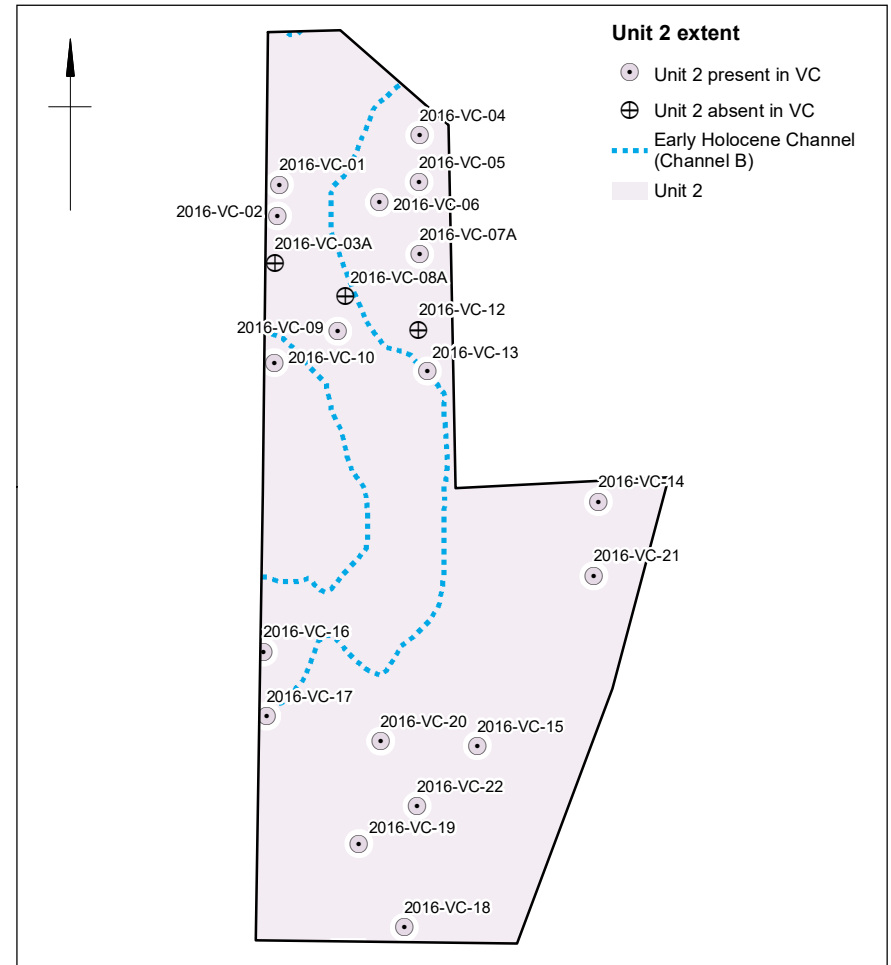 Unit 2 extent
Unit 2 present in VC
Unit 2 absent in VC
Early Holocene Channel
(Channel B)
Unit 2
2016-VC-04
2016-VC-01
2016-VC-05
2016-VC-02
2016-VC-06
2016-VC-03A
2016-VC-07A
2016-VC-08A
2016-VC-09
2016-VC-12
2016-VC-10
2016-VC-13
2016-VC-14
2016-VC-21
2016-VC-16
2016-VC-17
2016-VC-20
2016-VC-15
2016-VC-22
2016-VC-19
2016-VC-18